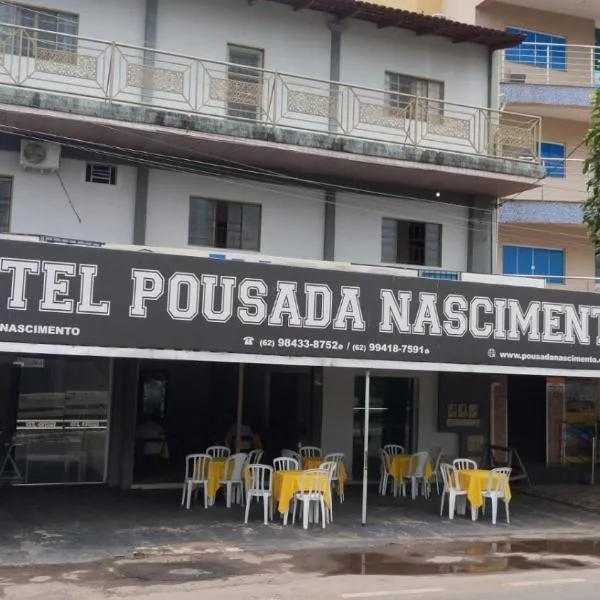 TEL POUSADA NASCIMENT
NASCIMENTO
(62) 98433-8752 / (62) 99418-7591
www.pousadanascimento.c